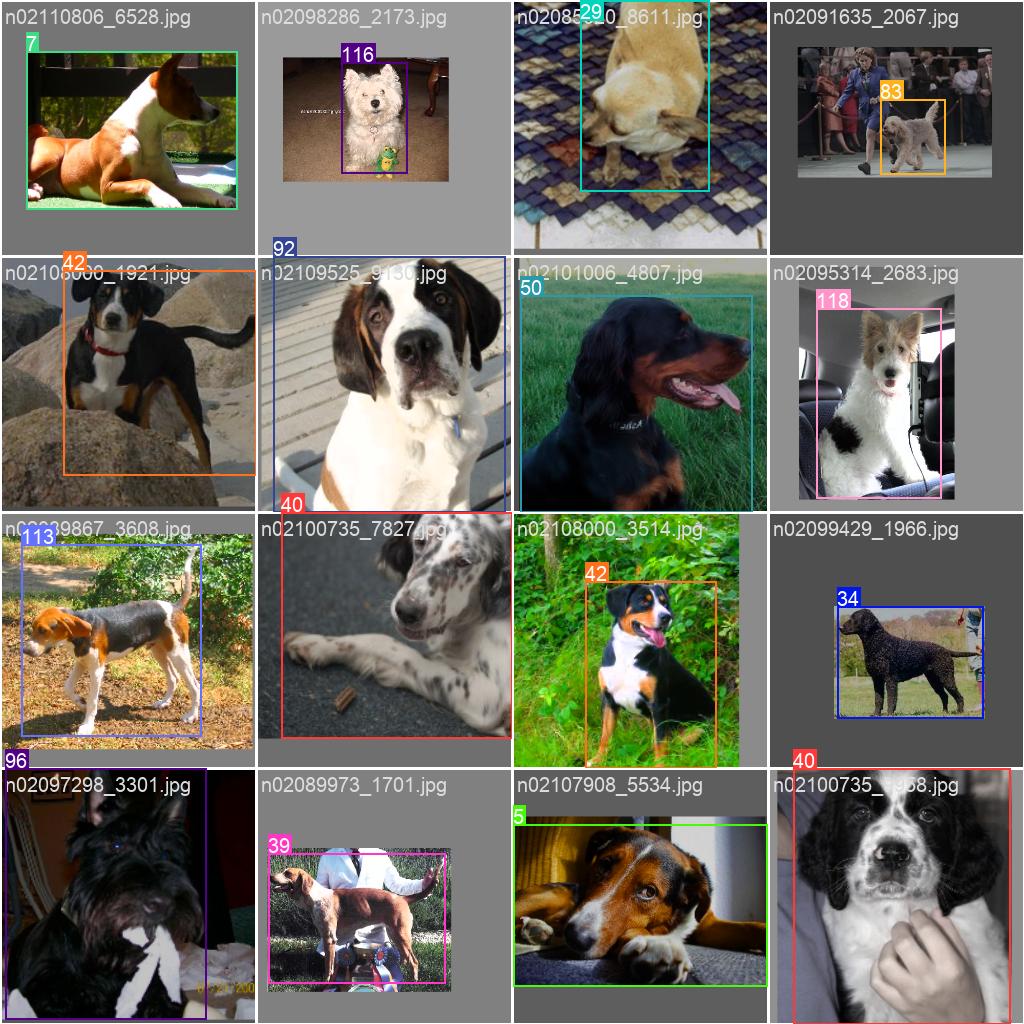 n02110806_6528.jpg
7
n02098286_2173.jpg
116
29
n02091635_2067.jpg
83
42
92
n02101006_4807.jpg
50
n02095314_2683.jpg
118
113
n02100735_7827.jpg
40
n02108000_3514.jpg
42
n02099429_1966.jpg
34
n02097298_3301.jpg
96
n02089973_1701.jpg
39
n02107908_5534.jpg
5
40